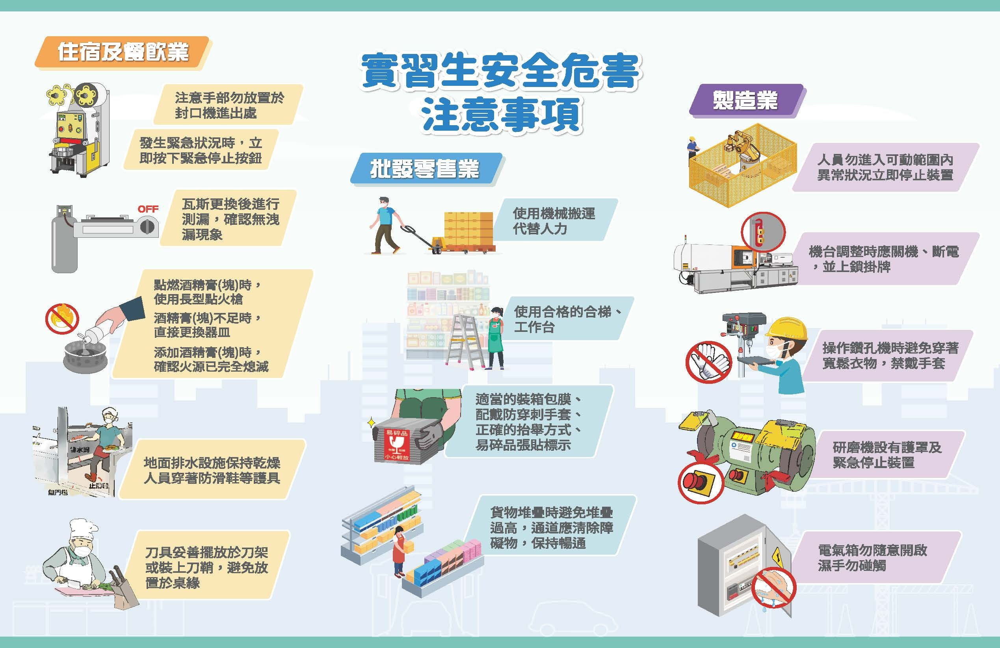 實習生安全危害
注意事項
住宿及餐飲業
注意手部勿放置於
封口機進出處
發生緊急狀況時，立
即按下緊急停止按鈕
OFF
瓦斯更換後進行
測漏，確認無洩
漏現象
點燃酒精膏(塊)時，
使用長型點火槍
酒精膏(塊)不足時，
直接更換器皿
添加酒精膏(塊)時，
確認火源已完全熄滅
排水溝
止滑鞋
無門檻
地面排水設施保持乾燥
人員穿著防滑鞋等護具
刀具妥善擺放於刀架
或裝上刀鞘，避免放
置於桌緣
批發零售業
使用機械搬運
代替人力
使用合格的合梯、
工作台
適當的裝箱包膜、
配戴防穿刺手套、
正確的抬舉方式、
易碎品張貼標示
易碎品
小心輕放
貨物堆疊時避免堆疊
過高，通道應清除障
礙物，保持暢通
製造業
人員勿進入可動範圍內
異常狀況立即停止裝置
機台調整時應關機、斷電
，並上鎖掛牌
操作鑽孔機時避免穿著
寬鬆衣物，禁戴手套
研磨機設有護罩及
緊急停止裝置
電氣箱勿隨意開啟
濕手勿碰觸